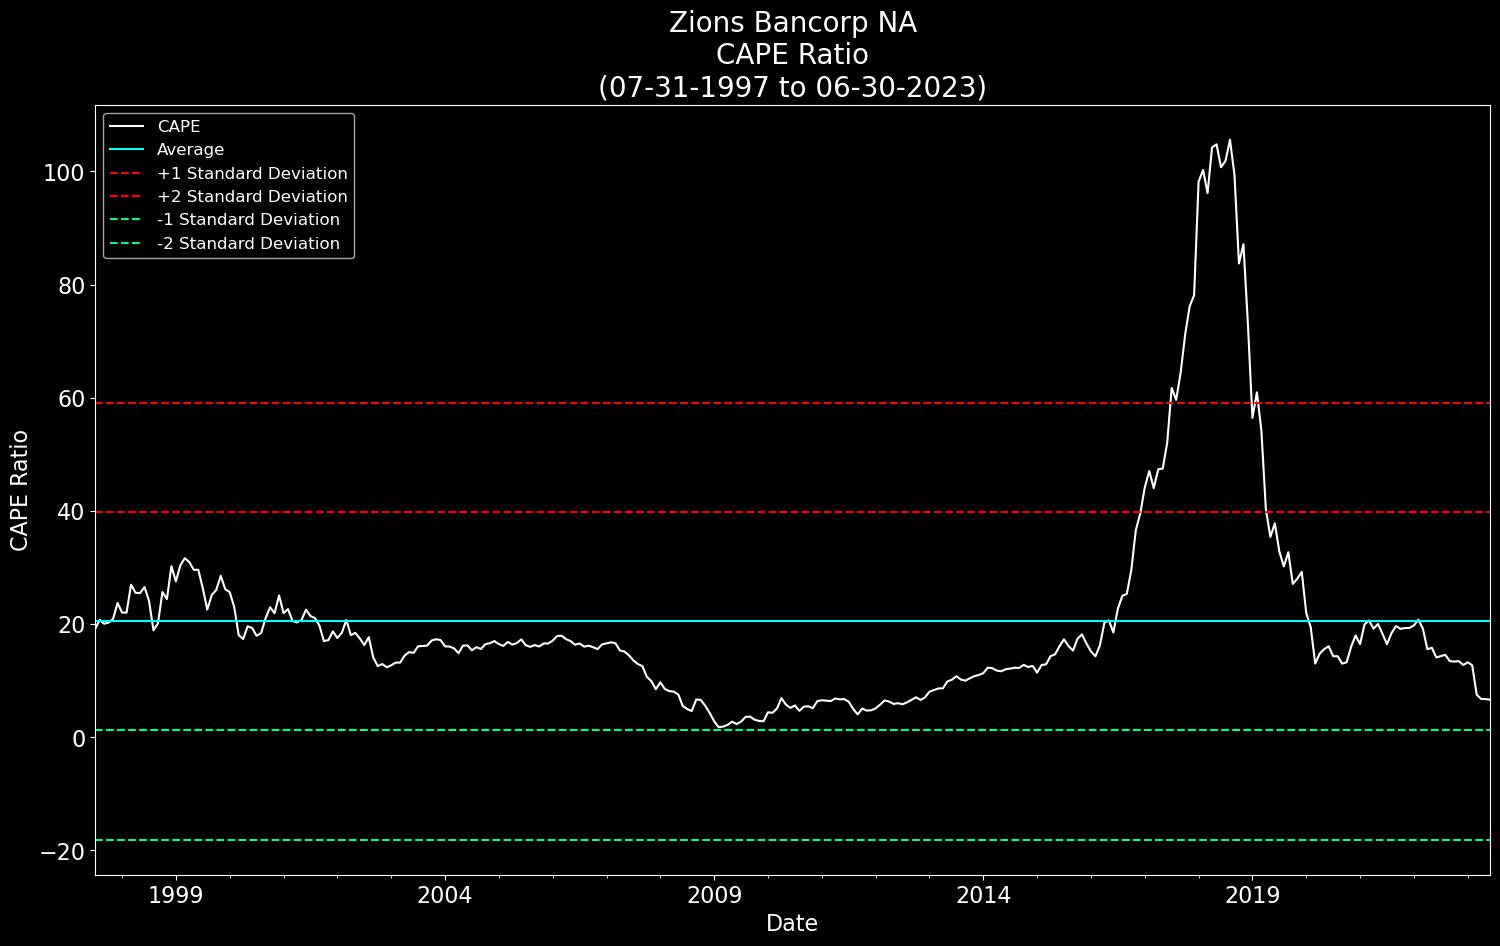 Zions Bancorp NA
CAPE Ratio
(07-31-1997 to 06-30-2023)
CAPE
Average
+1 Standard Deviation
+2 Standard Deviation
-1 Standard Deviation
-2 Standard Deviation
100
80
60
40
20
0
−20
CAPE Ratio
1999 2004 2009 2014 2019
Date